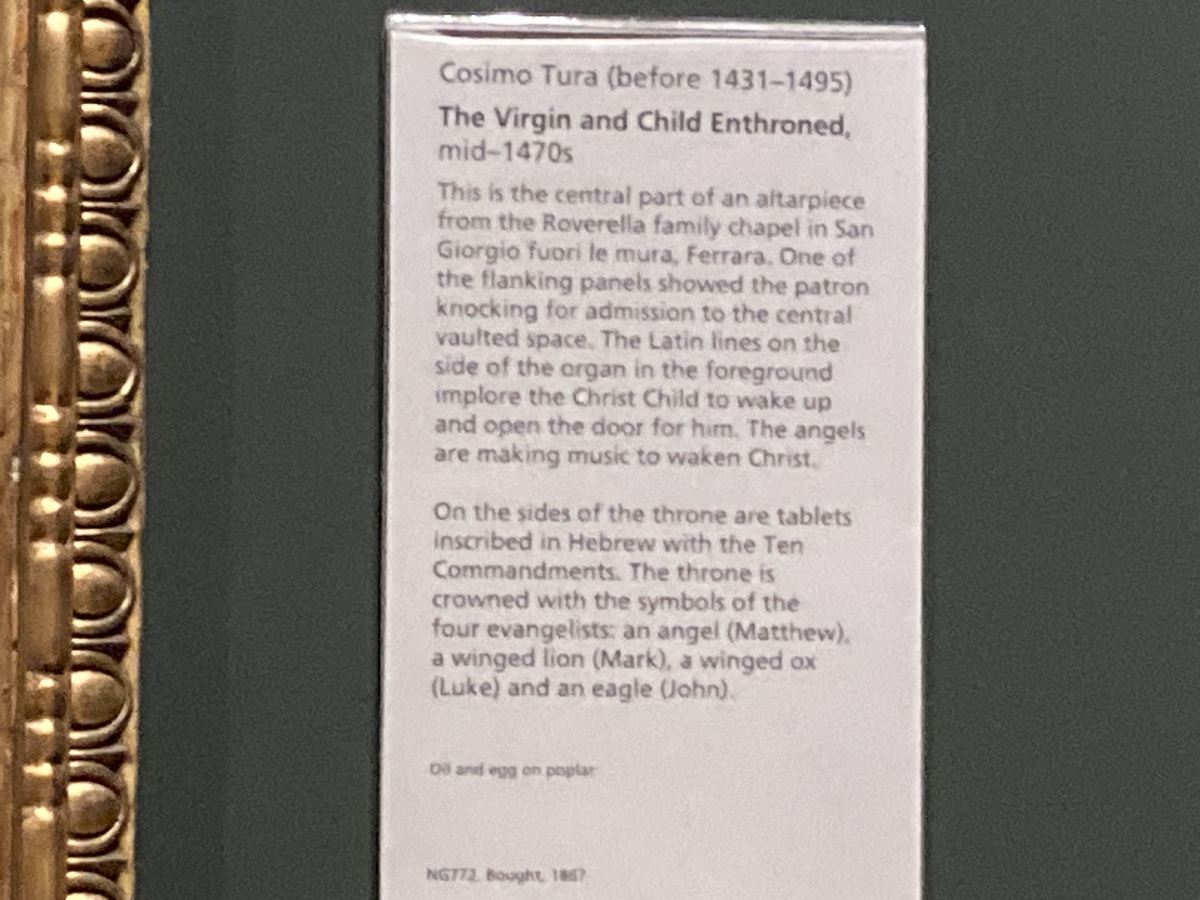 Cosimo Tura (before 1431–1495)
The Virgin and Child Enthroned,
mid–1470s
This is the central part of an altarpiece
from the Roverella family chapel in San
Giorgio fuori le mura, Ferrara. One of
the flanking panels showed the patron
knocking for admission to the central
vaulted space. The Latin lines on the
side of the organ in the foreground
implore the Christ Child to wake up
and open the door for him. The angels
are making music to waken Christ.
On the sides of the throne are tablets
inscribed in Hebrew with the Ten
Commandments. The throne is
crowned with the symbols of the
four evangelists: an angel (Matthew),
a winged lion (Mark), a winged ox
(Luke) and an eagle (John).
Oil and egg on poplar
NG772. Bought,